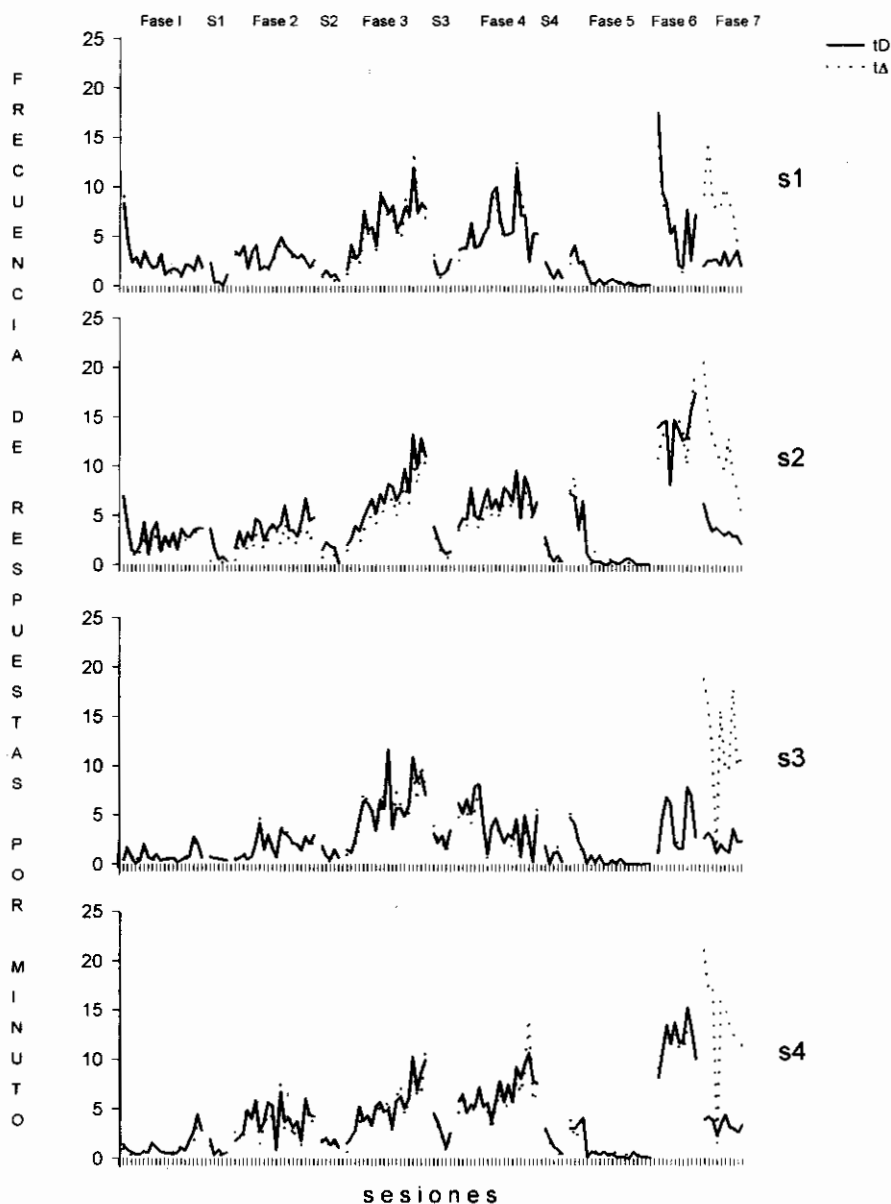 Fase I S1 Fase 2 S2 Fase 3 S3 Fase 4 S4 Fase 5 Fase 6 Fase 7
tD
tΔ
FRECUENCIA DE RESPUESTAS POR MINUTO
25
20
15
10
5
0
s1
25
20
15
10
5
0
s2
25
20
15
10
5
0
s3
25
20
15
10
5
0
s4
sesiones